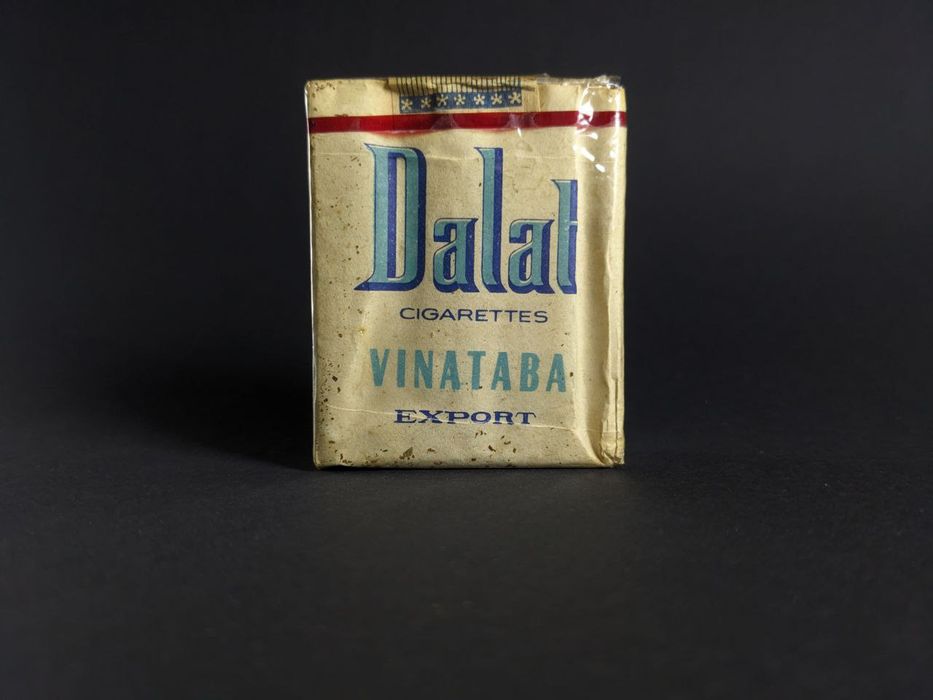 Dalat
CIGARETTES
VINATABA
EXPORT